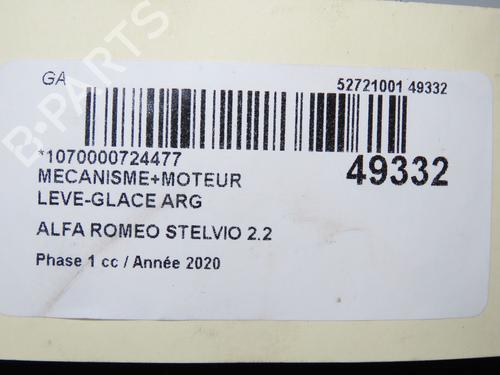 GA
52721001 49332
*1070000724477
49332
MECANISME+MOTEUR
LEVE-GLACE ARG
ALFA ROMEO STELVIO 2.2
Phase 1 cc / Année 2020
B-PARTS